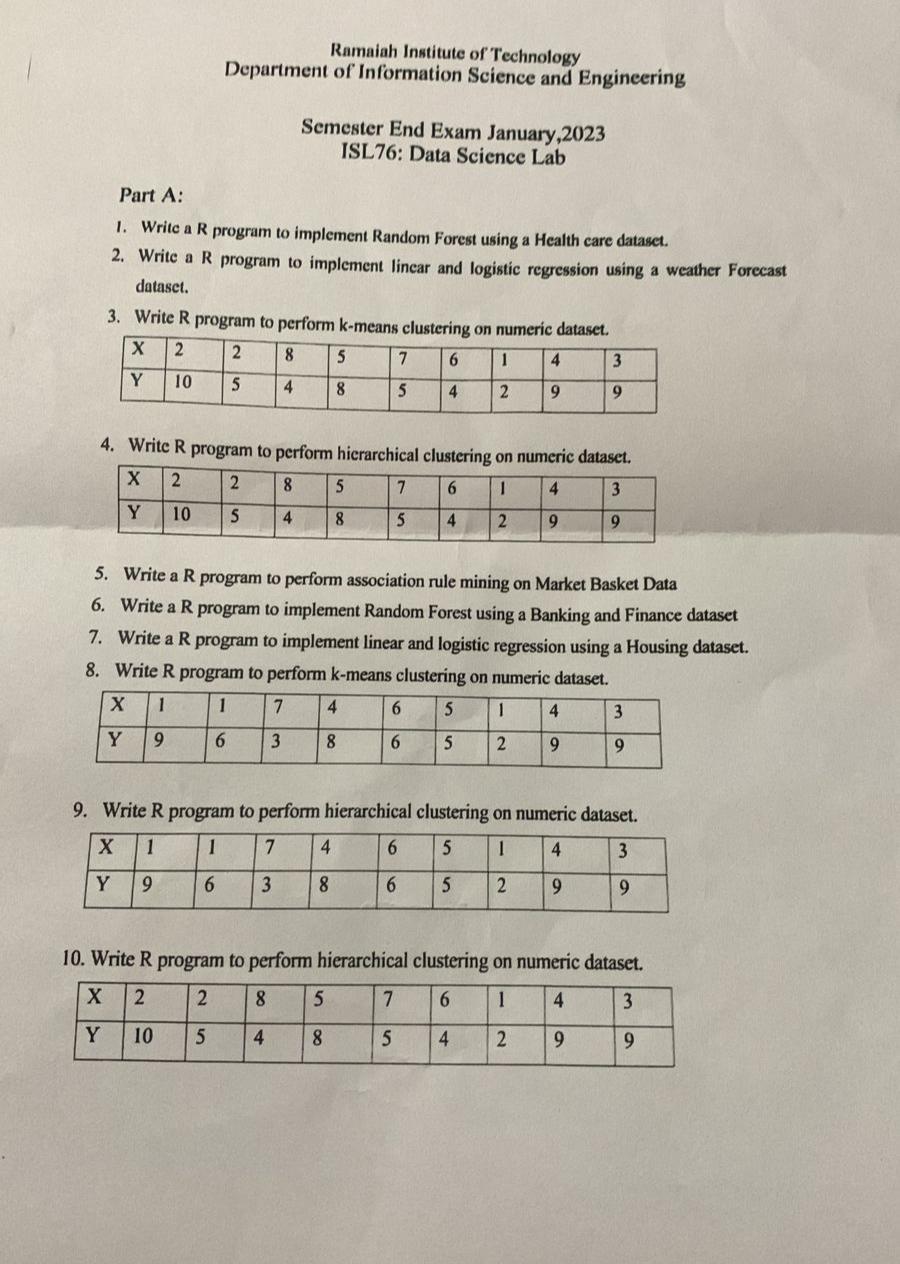 Ramaiah Institute of Technology
Department of Information Science and Engineering
Semester End Exam January,2023
ISL76: Data Science Lab
Part A:
1. Write a R program to implement Random Forest using a Health care dataset.
2. Write a R program to implement linear and logistic regression using a weather Forecast
dataset.
3. Write R program to perform k-means clustering on numeric dataset.
X 2 2 8 5 7 6 1 4 3
Y 10 5 4 8 5 4 2 9 9
4. Write R program to perform hierarchical clustering on numeric dataset.
X 2 2 8 5 7 6 1 4 3
Y 10 5 4 8 5 4 2 9 9
5. Write a R program to perform association rule mining on Market Basket Data
6. Write a R program to implement Random Forest using a Banking and Finance dataset
7. Write a R program to implement linear and logistic regression using a Housing dataset.
8. Write R program to perform k-means clustering on numeric dataset.
X 1 1 7 4 6 5 1 4 3
Y 9 6 3 8 6 5 2 9 9
9. Write R program to perform hierarchical clustering on numeric dataset.
X 1 1 7 4 6 5 1 4 3
Y 9 6 3 8 6 5 2 9 9
10. Write R program to perform hierarchical clustering on numeric dataset.
X 2 2 8 5 7 6 1 4 3
Y 10 5 4 8 5 4 2 9 9